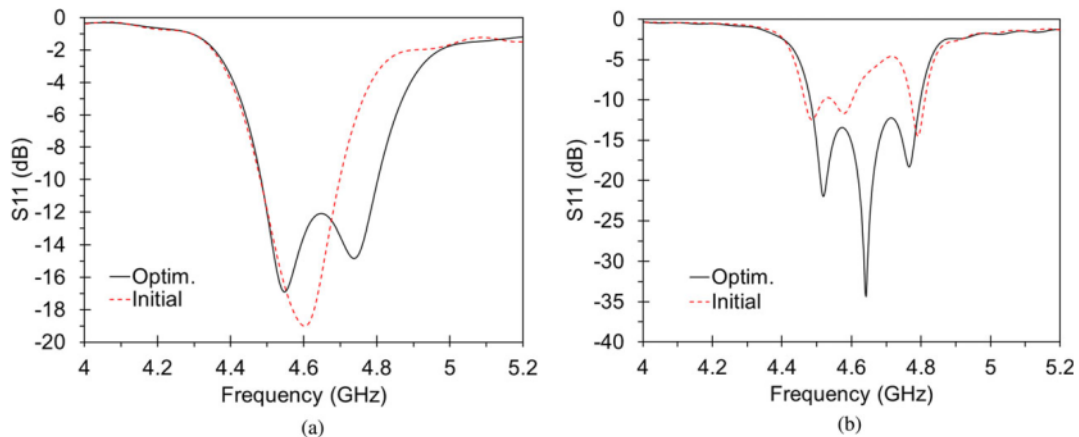 0
-2
-4
-6
-8
-10
-12
-14
-16
-18
-20
S11 (dB)
Optim.
Initial
4 4.2 4.4 4.6 4.8 5 5.2
Frequency (GHz)
(a)
0
-5
-10
-15
-20
-25
-30
-35
-40
S11 (dB)
Optim.
Initial
4 4.2 4.4 4.6 4.8 5 5.2
Frequency (GHz)
(b)